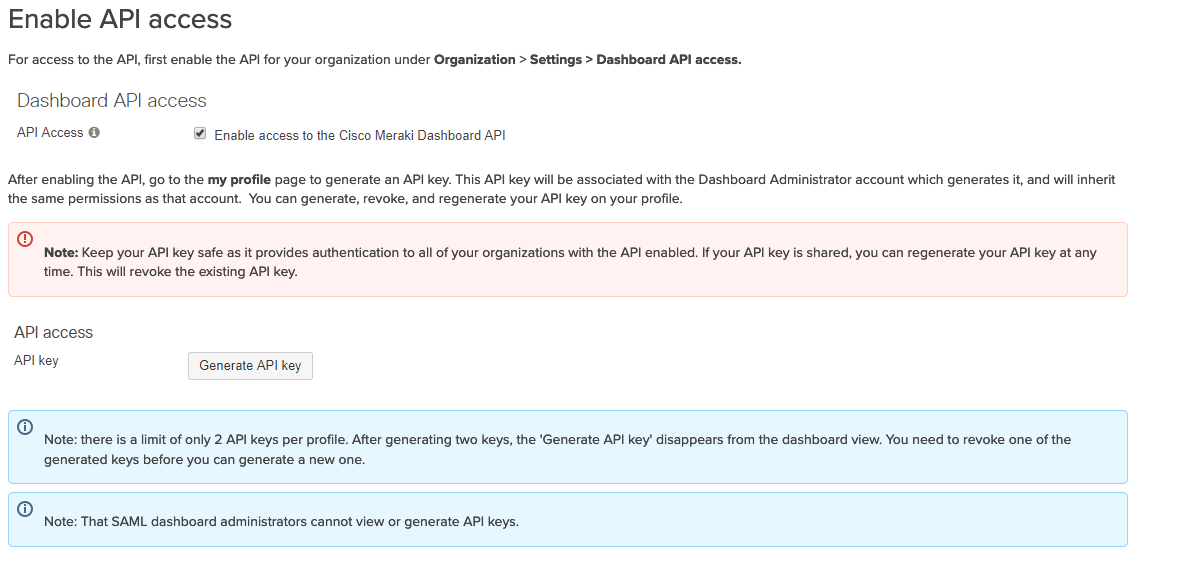 Enable API access
For access to the API, first enable the API for your organization under Organization > Settings > Dashboard API access.
Dashboard API access
API Access
Enable access to the Cisco Meraki Dashboard API
After enabling the API, go to the my profile page to generate an API key. This API key will be associated with the Dashboard Administrator account which generates it, and will inherit
the same permissions as that account.  You can generate, revoke, and regenerate your API key on your profile.
Note: Keep your API key safe as it provides authentication to all of your organizations with the API enabled. If your API key is shared, you can regenerate your API key at any
time. This will revoke the existing API key.
API access
API key
Generate API key
Note: there is a limit of only 2 API keys per profile. After generating two keys, the 'Generate API key' disappears from the dashboard view. You need to revoke one of the
generated keys before you can generate a new one.
Note: That SAML dashboard administrators cannot view or generate API keys.